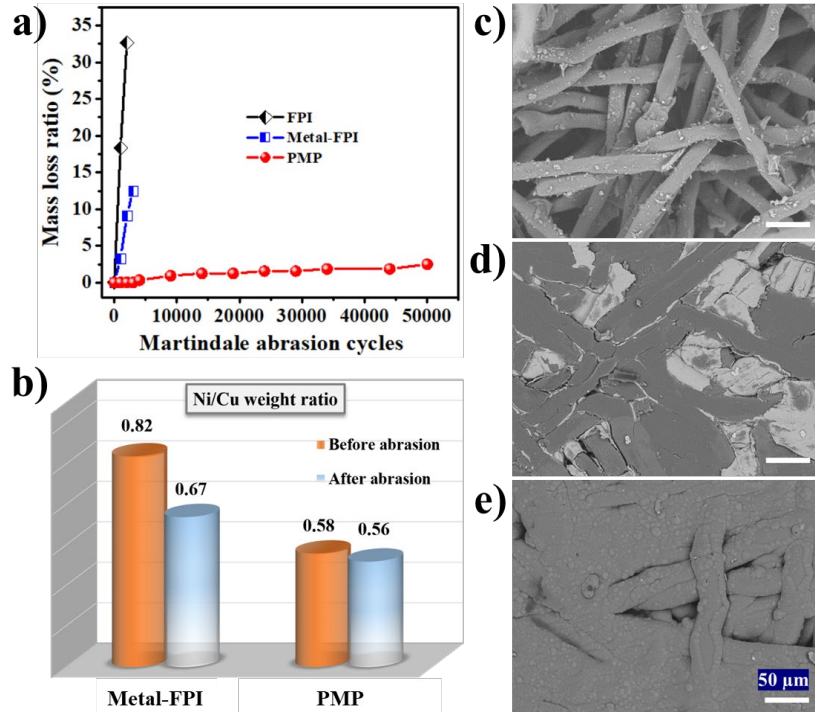 a)
35
30
25
20
15
10
5
0
Mass loss ratio (%)
FPI
Metal-FPI
PMP
0 10000 20000 30000 40000 50000
Martindale abrasion cycles
b)
Ni/Cu weight ratio
Before abrasion
After abrasion
0.82
0.67
0.58
0.56
Metal-FPI
PMP
c)
d)
e)
50 µm